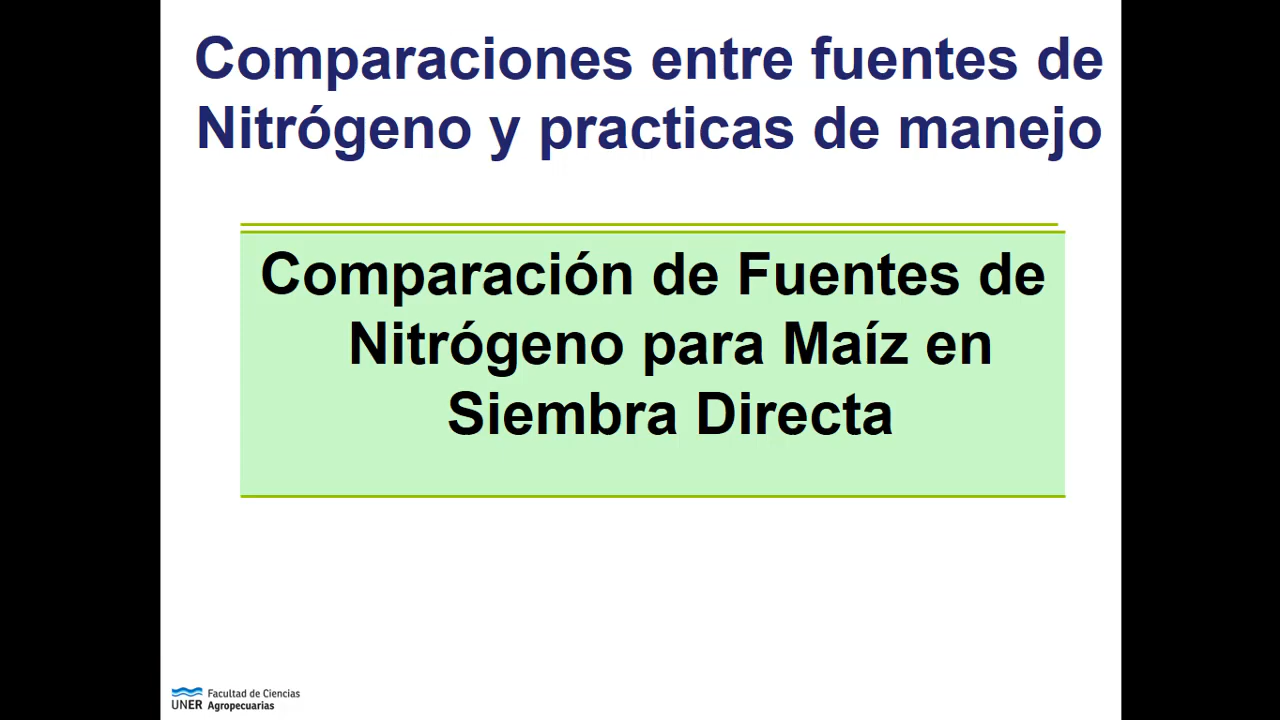 Comparaciones entre fuentes de
Nitrógeno y practicas de manejo
Comparación de Fuentes de
Nitrógeno para Maíz en
Siembra Directa
UNER Facultad de Ciencias
Agropecuarias